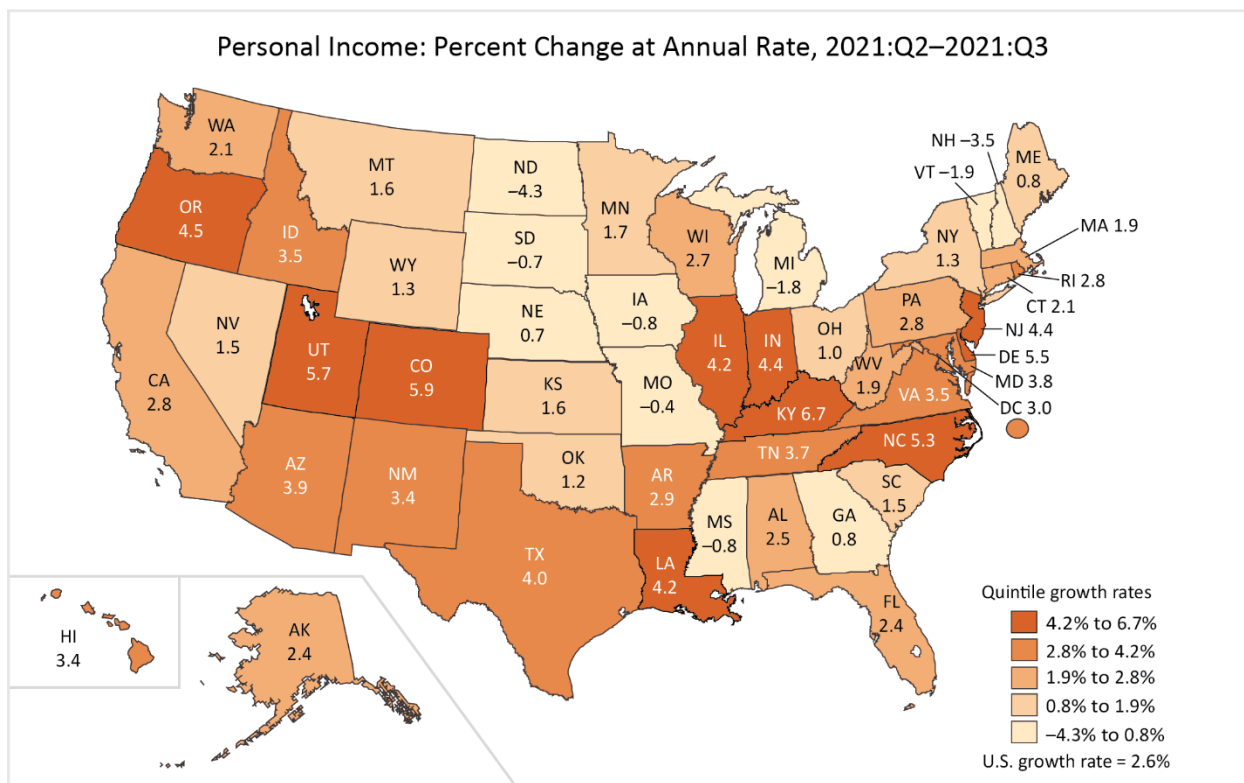 Personal Income: Percent Change at Annual Rate, 2021:Q2–2021:Q3
WA
2.1
OR
4.5
ID
3.5
MT
1.6
WY
1.3
ND
–4.3
SD
–0.7
NE
0.7
MN
1.7
IA
–0.8
WI
2.7
MI
–1.8
NH –3.5
VT –1.9
ME
0.8
NY
1.3
MA 1.9
RI 2.8
CT 2.1
PA
2.8
NJ 4.4
DE 5.5
MD 3.8
DC 3.0
CA
2.8
NV
1.5
UT
5.7
CO
5.9
KS
1.6
MO
–0.4
IL
4.2
IN
4.4
OH
1.0
WV
1.9
VA 3.5
KY 6.7
NC 5.3
TN 3.7
AZ
3.9
NM
3.4
OK
1.2
AR
2.9
TX
4.0
LA
4.2
MS
–0.8
AL
2.5
GA
0.8
SC
1.5
FL
2.4
HI
3.4
AK
2.4
Quintile growth rates
4.2% to 6.7%
2.8% to 4.2%
1.9% to 2.8%
0.8% to 1.9%
–4.3% to 0.8%
U.S. growth rate = 2.6%